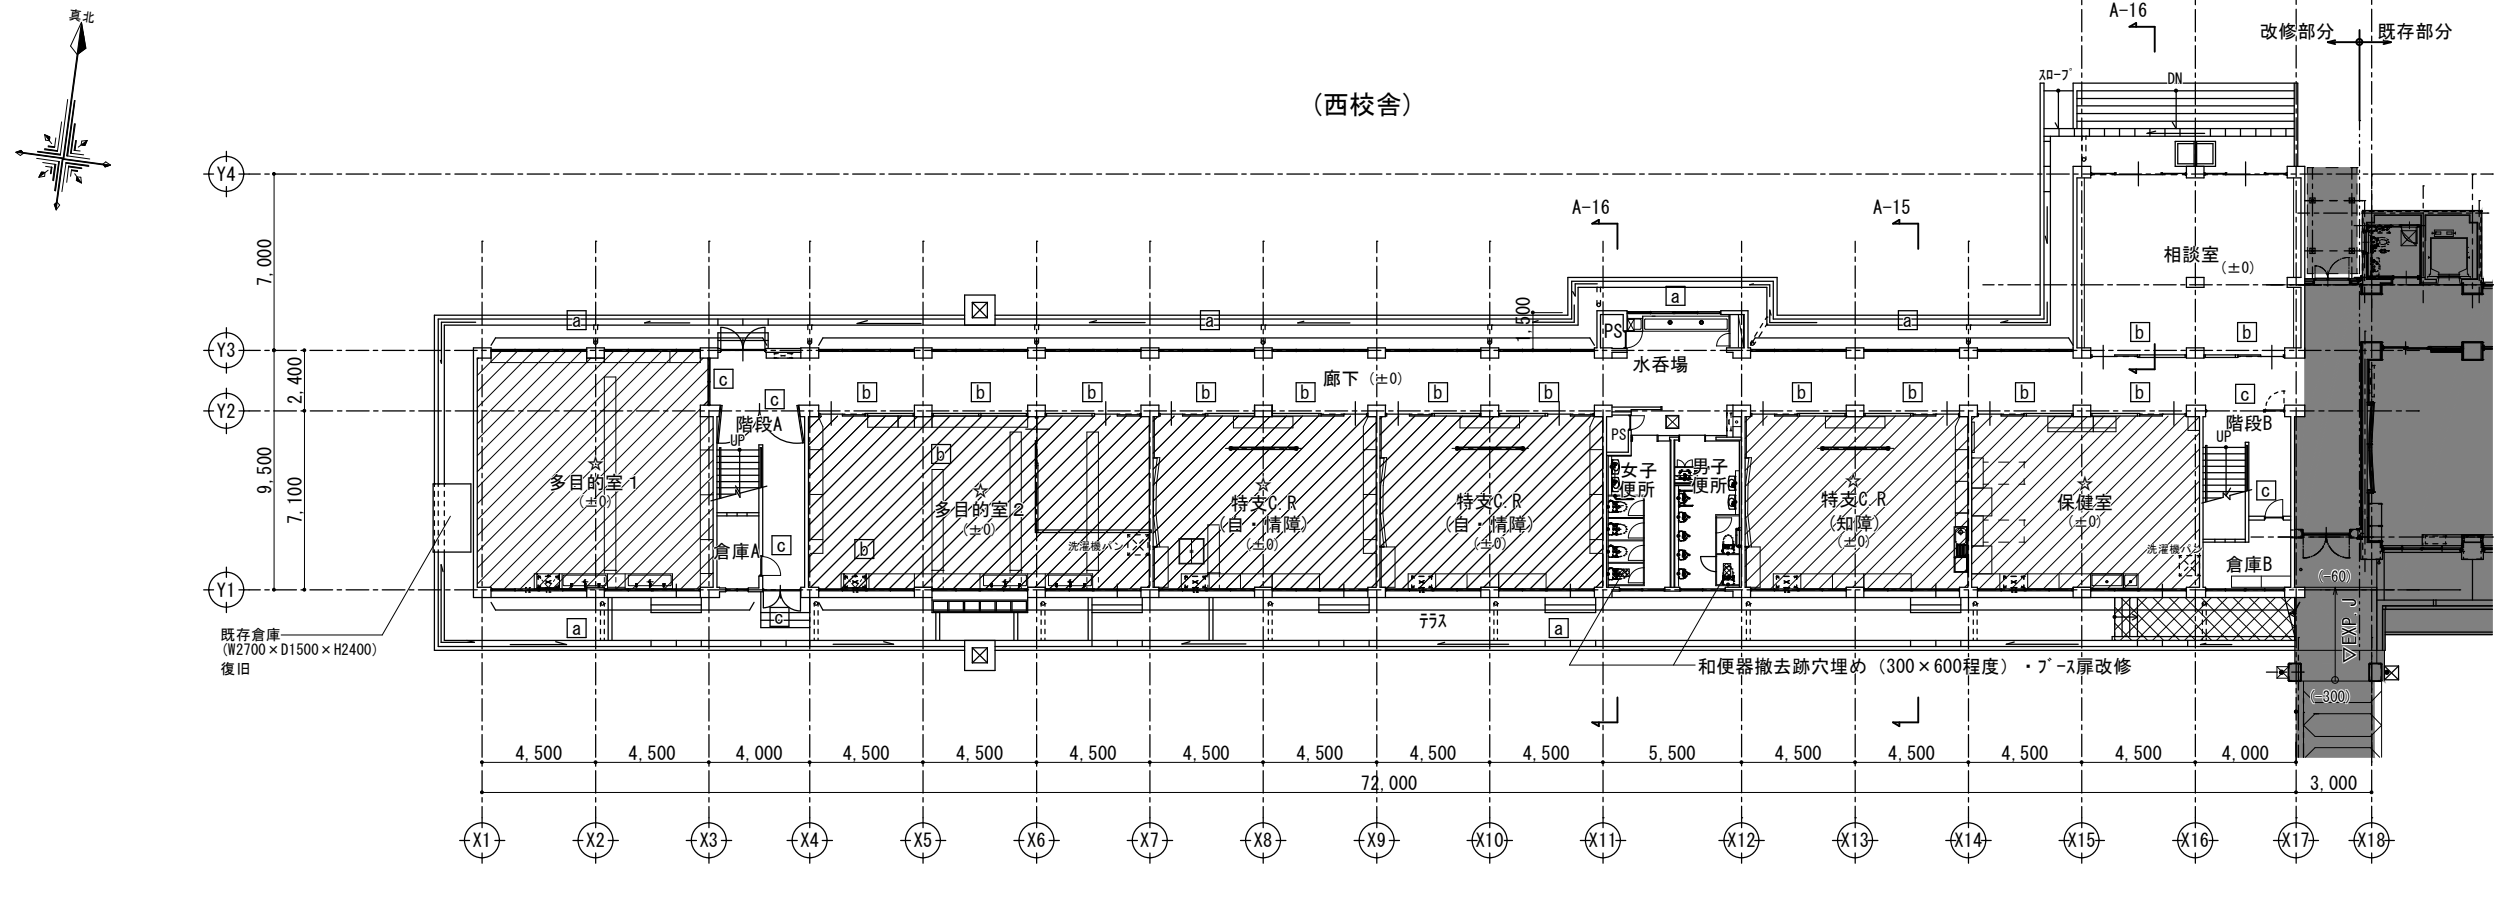 真北
A-16
改修部分
既存部分
(西校舎)
ｽﾛｰﾌﾟ
DN
Y4
A-16
A-15
7,000
相談室
(±0)
1,500
a
a
a
a
PS
b
b
Y3
水呑場
2,400
廊下 (±0)
c
c
b
b
b
b
b
b
b
b
b
b
b
c
Y2
階段A
UP
PS
階段B
UP
9,500
7,100
☆
多目的室１
(±0)
b
☆
多目的室２
(±0)
☆
特支C.R
(自・情障)
(±0)
特支C.R
(自・情障)
(±0)
女子
便所
男子
便所
☆
特支C.R
(知障)
(±0)
☆
保健室
(±0)
c
倉庫A
c
b
洗濯機パン
洗濯機パン
倉庫B
(-60)
Y1
c
a
ﾃﾗｽ
a
▽EXP.J
既存倉庫
(W2700×D1500×H2400)
復旧
和便器撤去跡穴埋め（300×600程度）・ﾌﾞｰｽ扉改修
(-300)
4,500
4,500
4,000
4,500
4,500
4,500
4,500
4,500
4,500
4,500
5,500
4,500
4,500
4,500
4,500
4,000
72,000
3,000
X1
X2
X3
X4
X5
X6
X7
X8
X9
X10
X11
X12
X13
X14
X15
X16
X17
X18